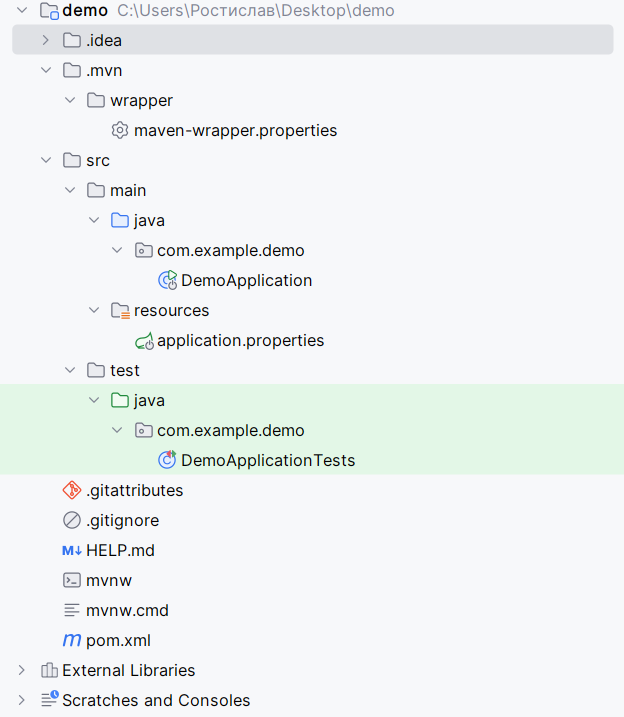 demo C:\Users\Ростислав\Desktop\demo
.idea
.mvn
wrapper
maven-wrapper.properties
src
main
java
com.example.demo
DemoApplication
resources
application.properties
test
java
com.example.demo
DemoApplicationTests
.gitattributes
.gitignore
M↓ HELP.md
mvnw
mvnw.cmd
m pom.xml
External Libraries
Scratches and Consoles